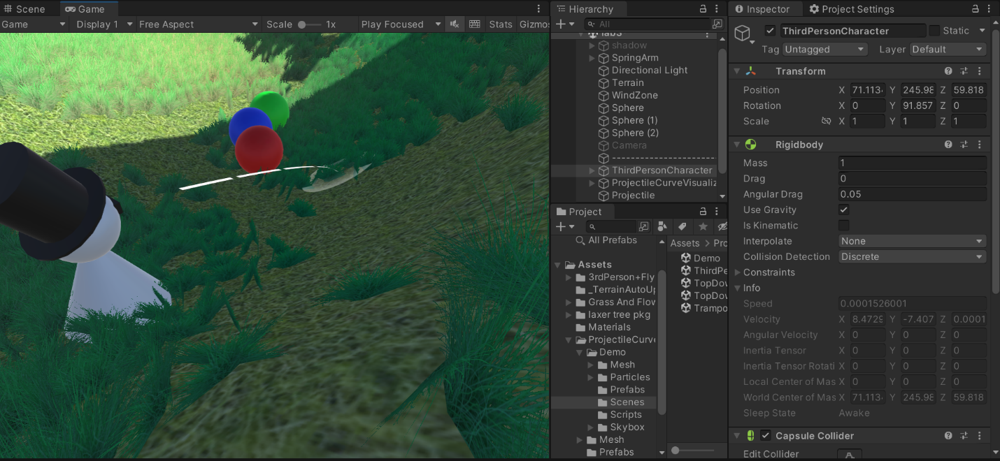 Scene
Game
Game
Display 1
Free Aspect
Scale
1x
Play Focused
Stats
Gizmos
Hierarchy
All
lab3
shadow
SpringArm
Directional Light
Terrain
WindZone
Sphere
Sphere (1)
Sphere (2)
Camera
--------------------
ThirdPersonCharacter
ProjectileCurveVisualiz
Projectile
Project
All Prefabs
Assets
3rdPerson+Fly
_TerrainAutoUp
Grass And Flow
laxer tree pkg
Materials
ProjectileCurv
Demo
Mesh
Particles
Prefabs
Scenes
Scripts
Skybox
Mesh
Prefabs
Assets > Pro
Demo
ThirdPe
TopDow
TopDow
Trampo
Inspector
Project Settings
ThirdPersonCharacter
Static
Tag Untagged
Layer Default
Transform
Position X 71.113 Y 245.98 Z 59.818
Rotation X 0 Y 91.857 Z 0
Scale X 1 Y 1 Z 1
Rigidbody
Mass 1
Drag 0
Angular Drag 0.05
Use Gravity
Is Kinematic
Interpolate None
Collision Detection Discrete
Constraints
Info
Speed 0.0001526001
Velocity X 8.4729 Y -7.407 Z 0.0001
Angular Velocity X 0 Y 0 Z 0
Inertia Tensor X 0 Y 0 Z 0
Inertia Tensor Rotati X 0 Y 0 Z 0
Local Center of Mas X 0 Y 0 Z 0
World Center of Mas X 71.113 Y 245.98 Z 59.818
Sleep State Awake
Capsule Collider
Edit Collider